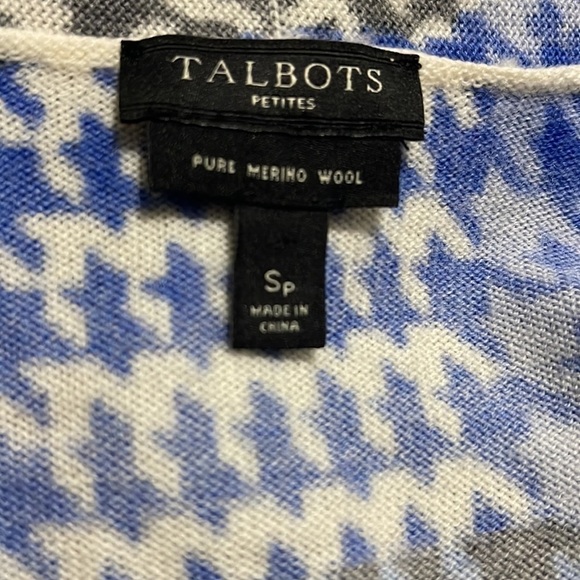 TALBOTS
PETITES
PURE MERINO WOOL
SP
MADE IN
CHINA